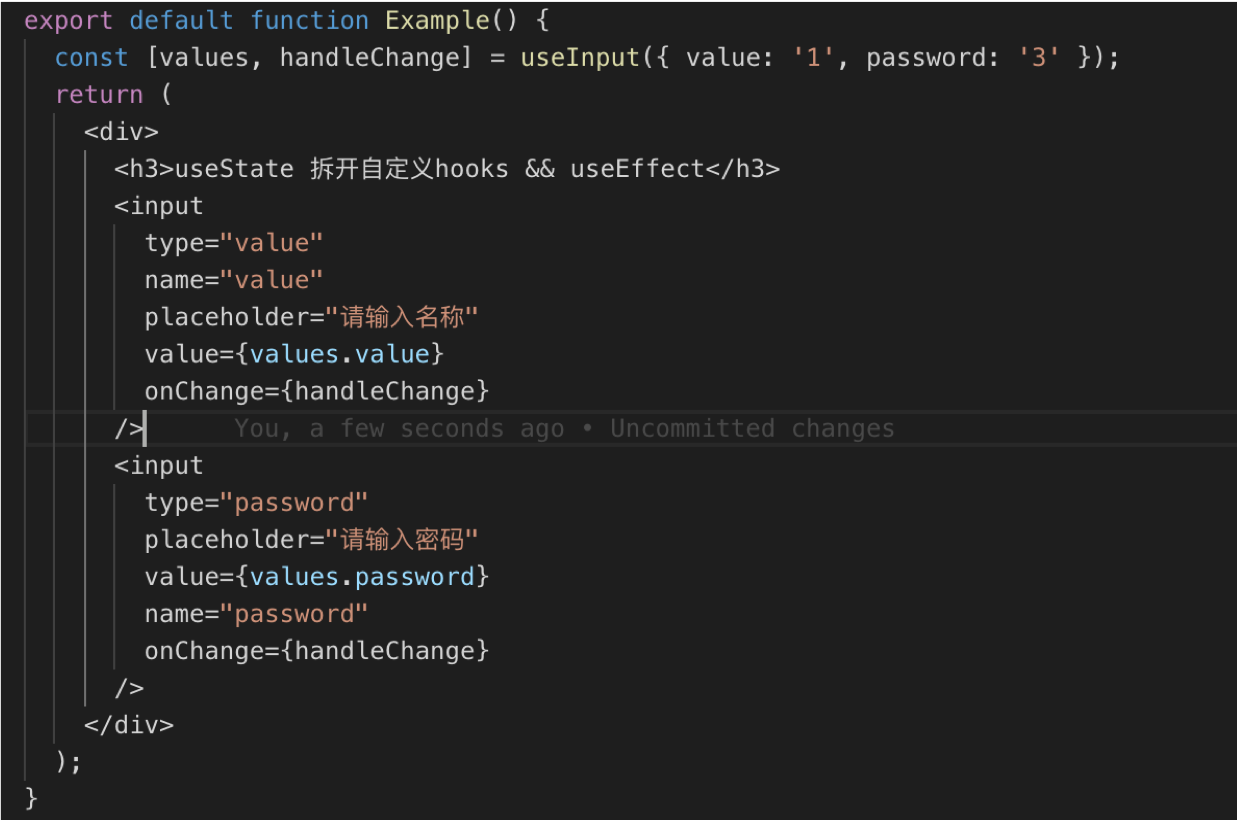 export default function Example() {
const [values, handleChange] = useInput({ value: '1', password: '3' });
return (
<div>
<h3>useState 拆开自定义hooks && useEffect</h3>
<input
type="value"
name="value"
placeholder="请输入名称"
value={values.value}
onChange={handleChange}
/> You, a few seconds ago • Uncommitted changes
<input
type="password"
placeholder="请输入密码"
value={values.password}
name="password"
onChange={handleChange}
/>
</div>
);
}